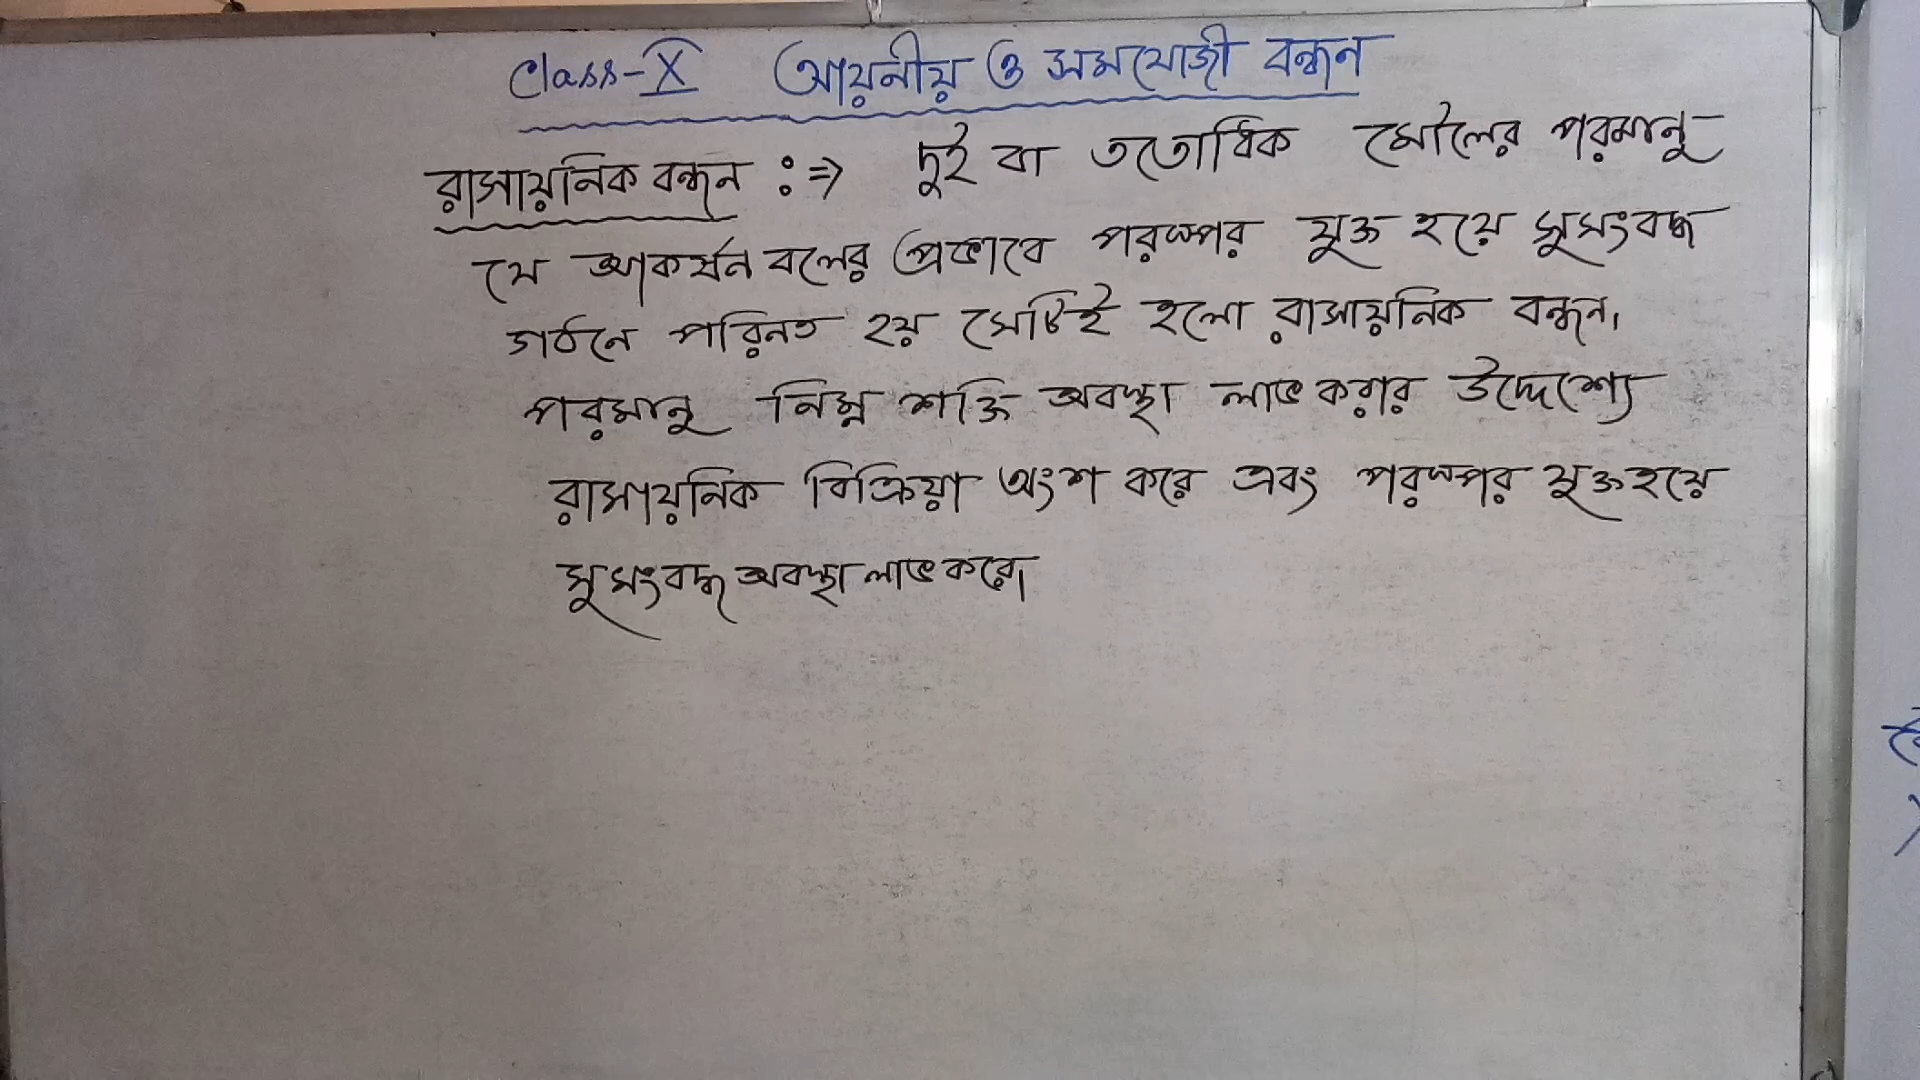 Class-X আয়নীয় ও সমযোজী বন্ধন
রাসায়নিক বন্ধন :⇒ দুই বা ততোধিক মৌলের পরমানু
যে আকর্ষন বলের প্রভাবে পরস্পর যুক্ত হয়ে সুসংবদ্ধ
গঠনে পরিনত হয় সেটিই হলো রাসায়নিক বন্ধন।
পরমানু নিম্ন শক্তি অবস্থা লাভ করার উদ্দেশ্যে
রাসায়নিক বিক্রিয়া অংশ করে এবং পরস্পর যুক্ত হয়ে
সুসংবদ্ধ অবস্থা লাভ করে।